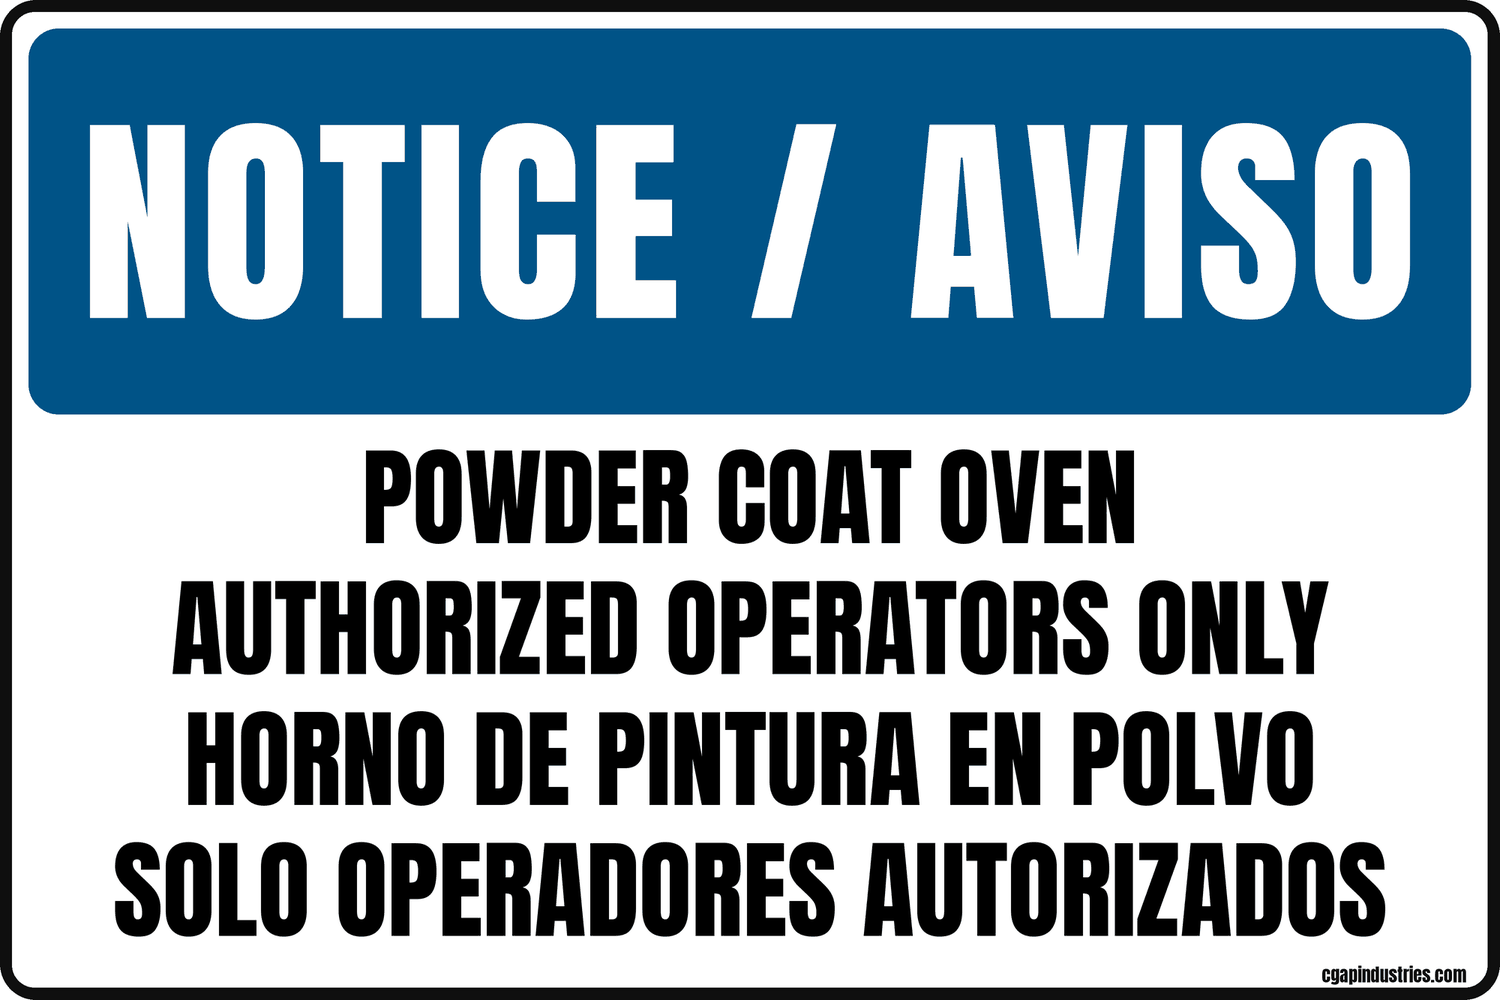 NOTICE / AVISO
POWDER COAT OVEN
AUTHORIZED OPERATORS ONLY
HORNO DE PINTURA EN POLVO
SOLO OPERADORES AUTORIZADOS
cgapindustries.com